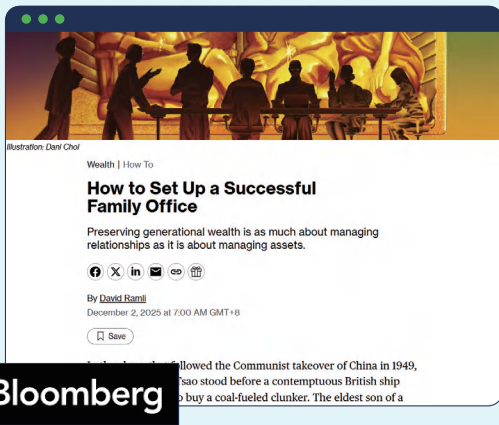 Illustration: Dani Choi
Wealth | How To
How to Set Up a Successful
Family Office
Preserving generational wealth is as much about managing
relationships as it is about managing assets.
By David Ramli
December 2, 2025 at 7:00 AM GMT+8
Save
followed the Communist takeover of China in 1949,
Tsao stood before a contemptuous British ship
buy a coal-fueled clunker. The eldest son of a
Bloomberg